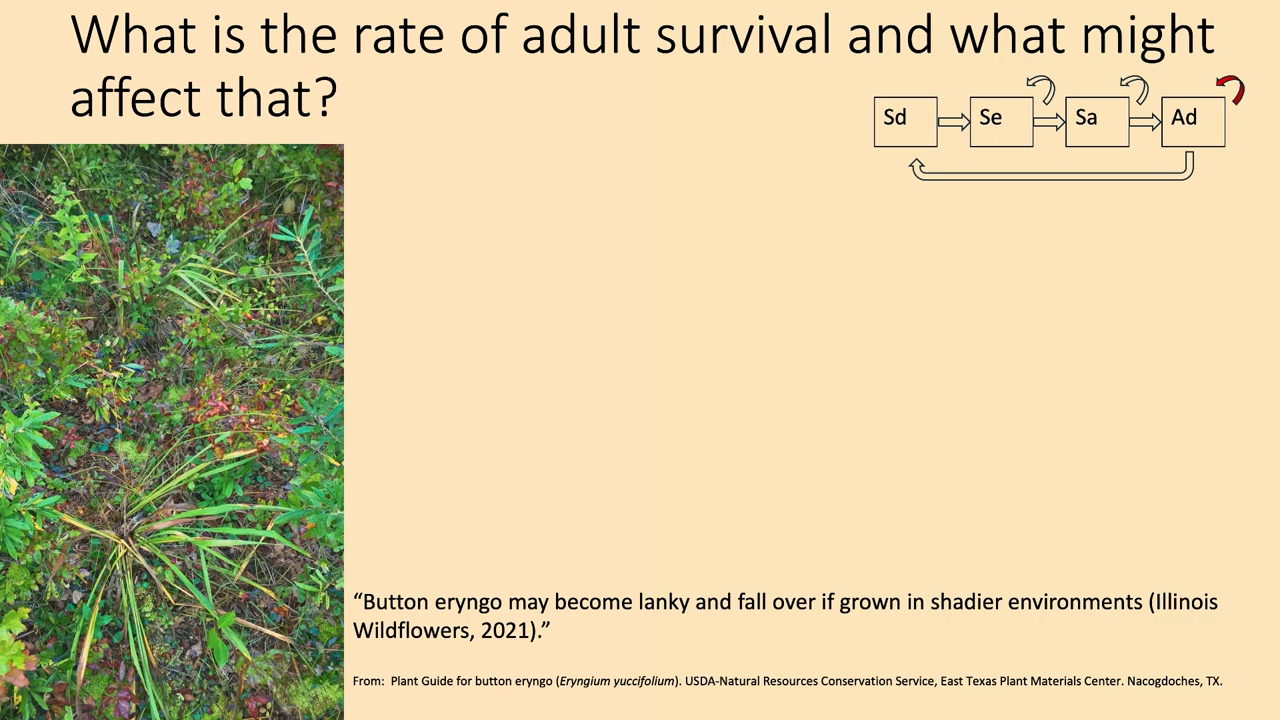 What is the rate of adult survival and what might
affect that?
Sd
Se
Sa
Ad
“Button eryngo may become lanky and fall over if grown in shadier environments (Illinois
Wildflowers, 2021).”
From:  Plant Guide for button eryngo (Eryngium yuccifolium). USDA-Natural Resources Conservation Service, East Texas Plant Materials Center. Nacogdoches, TX.